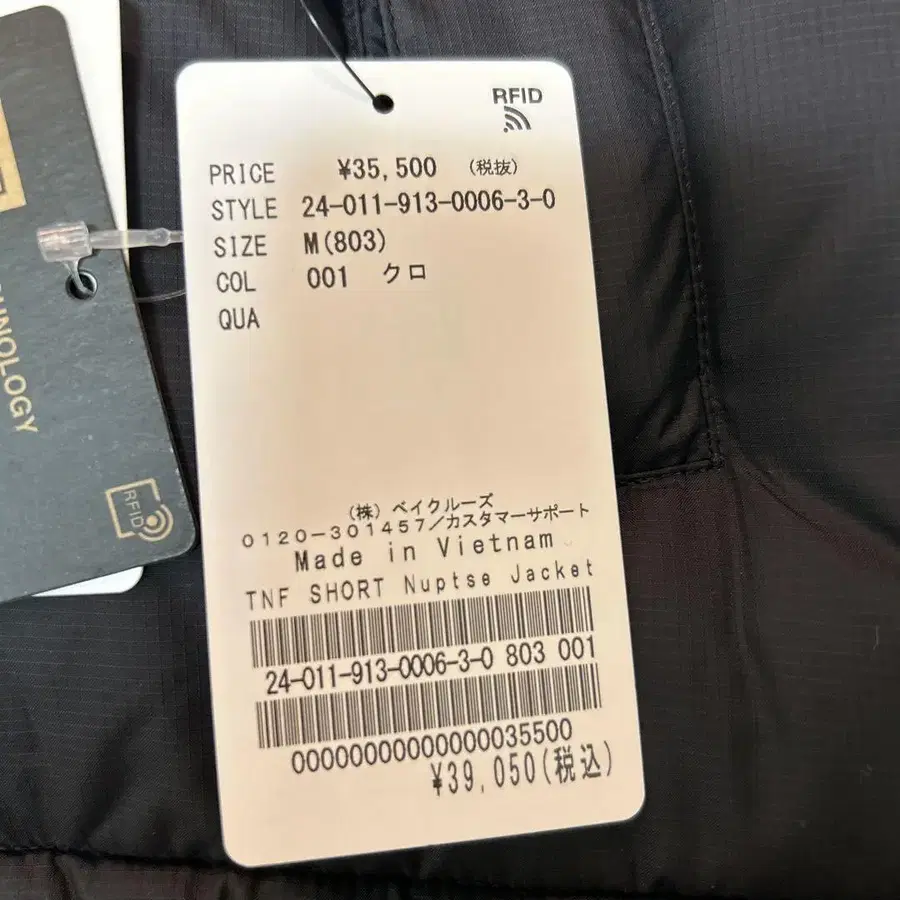 RFID
PRICE ¥35,500 (税抜)
STYLE 24-011-913-0006-3-0
SIZE M(803)
COL 001 クロ
QUA
(株) ベイクルーズ
0120-301457/カスタマーサポート
Made in Vietnam
TNF SHORT Nuptse Jacket
24-011-913-0006-3-0 803 001
00000000000000035500
¥39,050(税込)
RFID